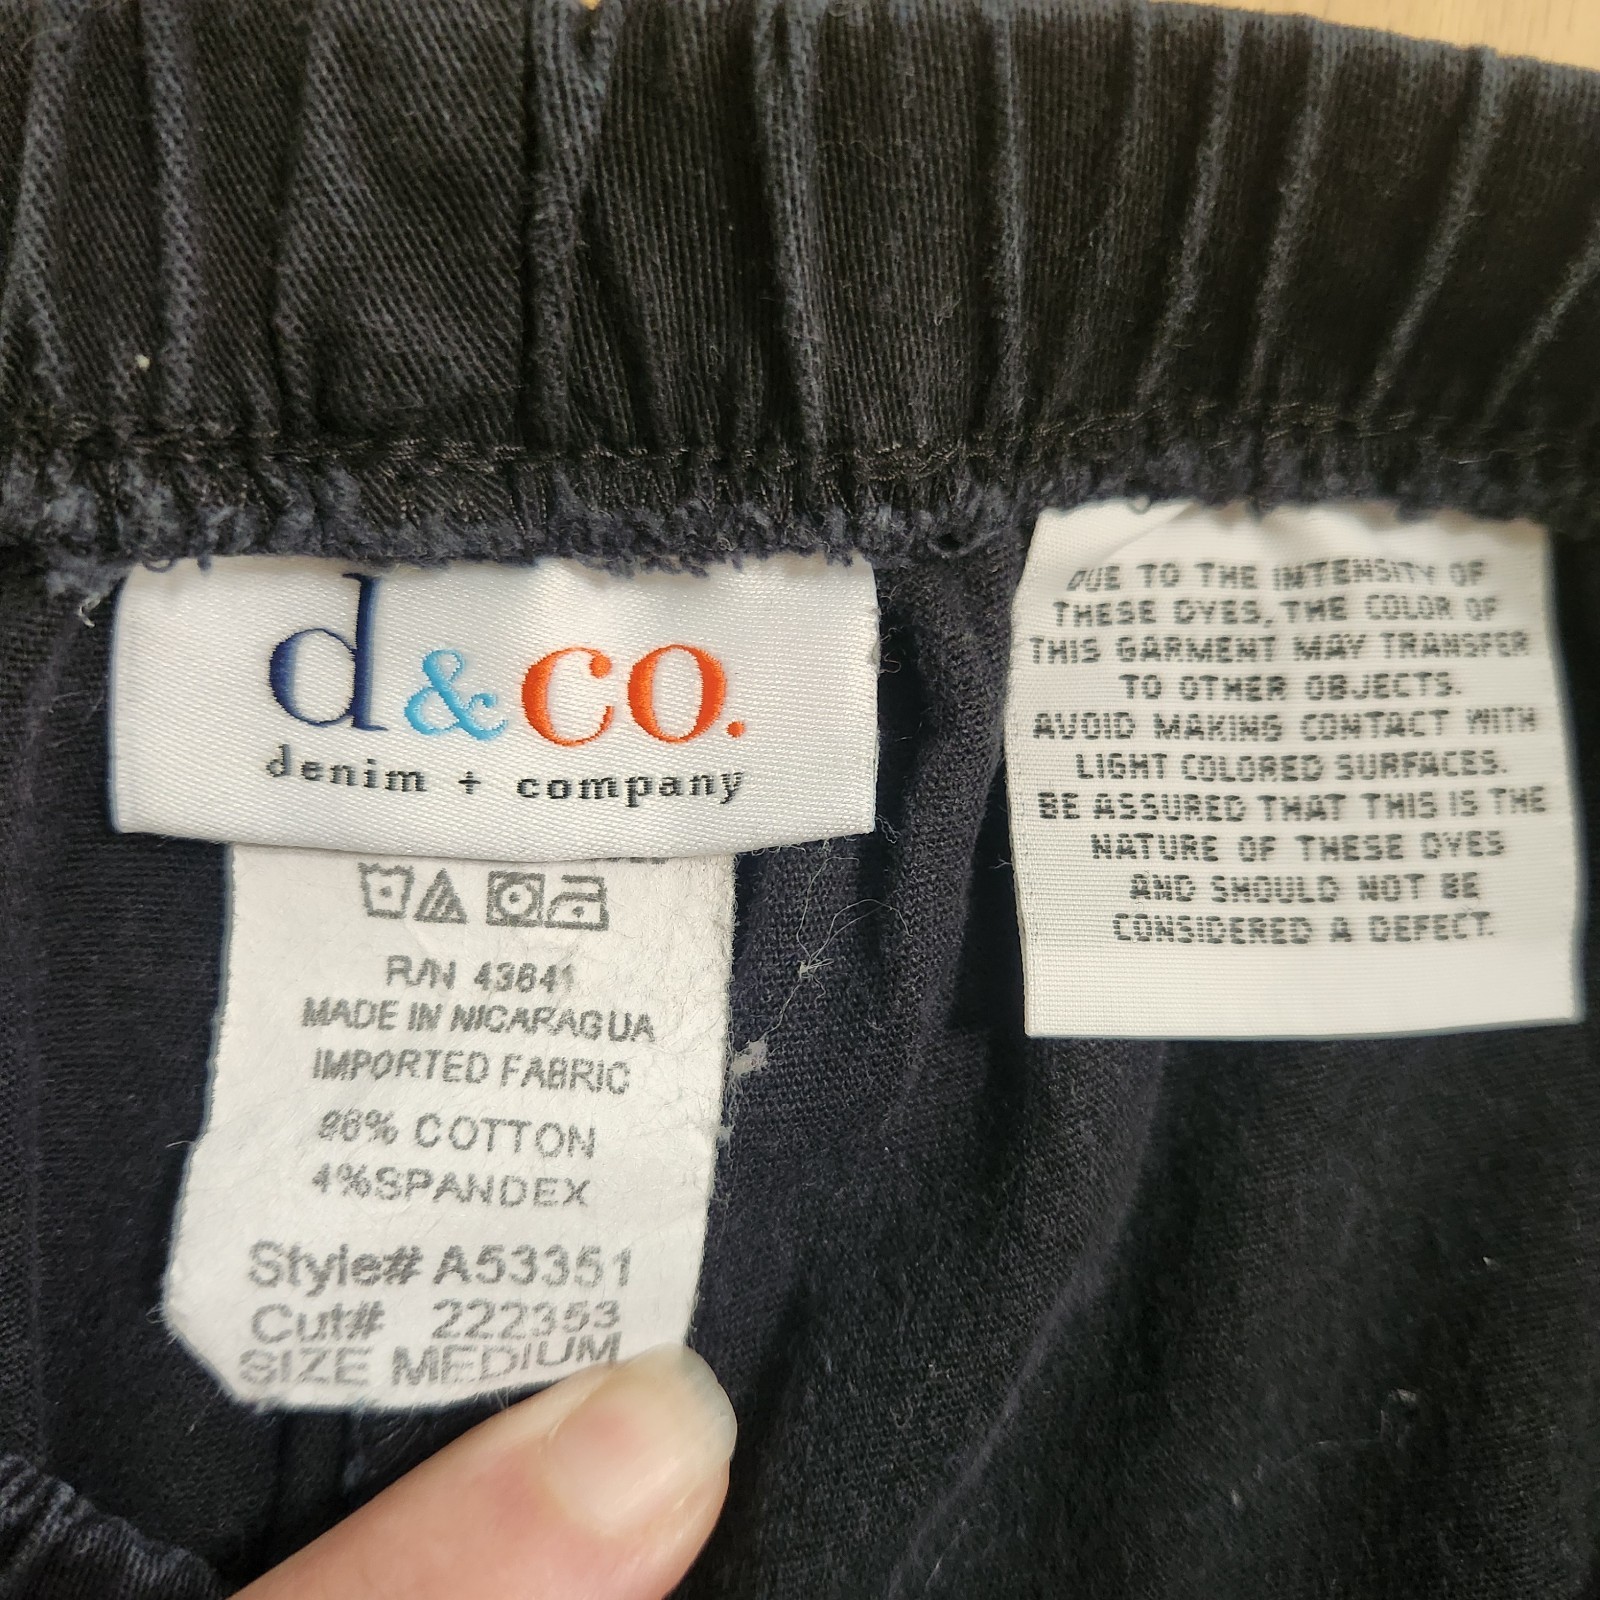 d&co.
denim + company
R/N 43841
MADE IN NICARAGUA
IMPORTED FABRIC
96% COTTON
4%SPANDEX
Style# A53351
Cut# 222353
SIZE MEDIUM
DUE TO THE INTENSITY OF
THESE DYES, THE COLOR OF
THIS GARMENT MAY TRANSFER
TO OTHER OBJECTS.
AVOID MAKING CONTACT WITH
LIGHT COLORED SURFACES.
BE ASSURED THAT THIS IS THE
NATURE OF THESE DYES
AND SHOULD NOT BE
CONSIDERED A DEFECT.